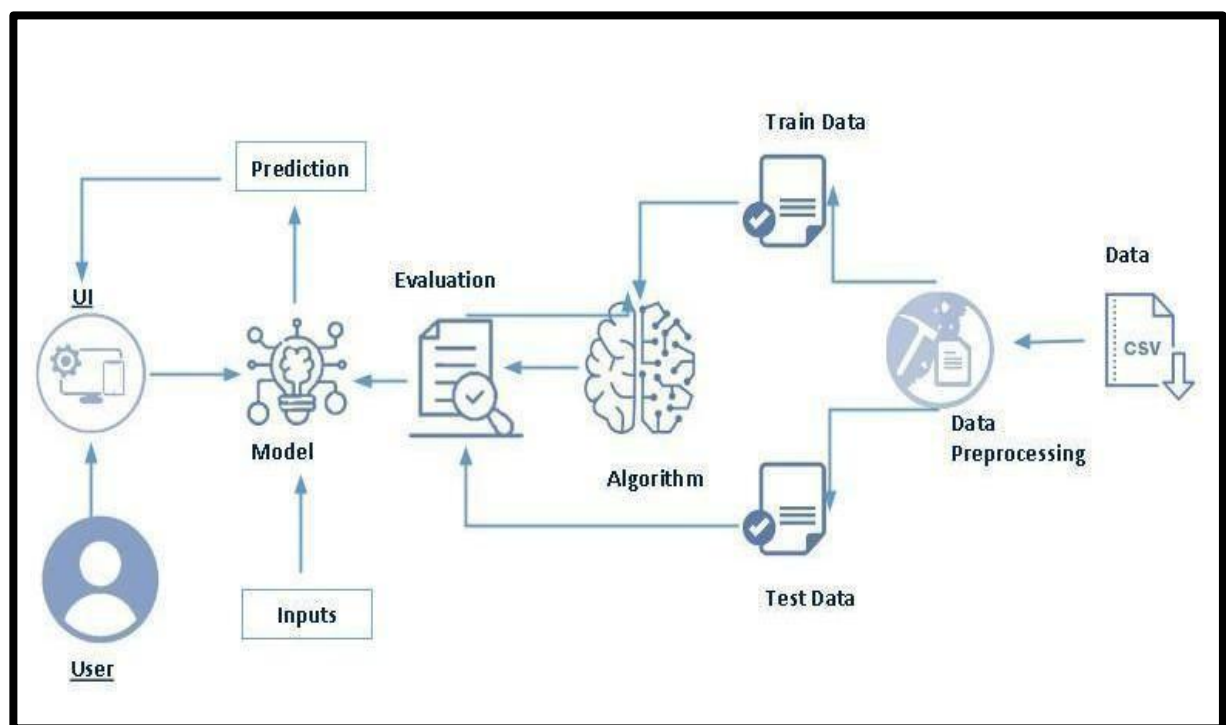 Train Data
Prediction
Data
Evaluation
UI
CSV
Data
Preprocessing
Model
Algorithm
Test Data
Inputs
User